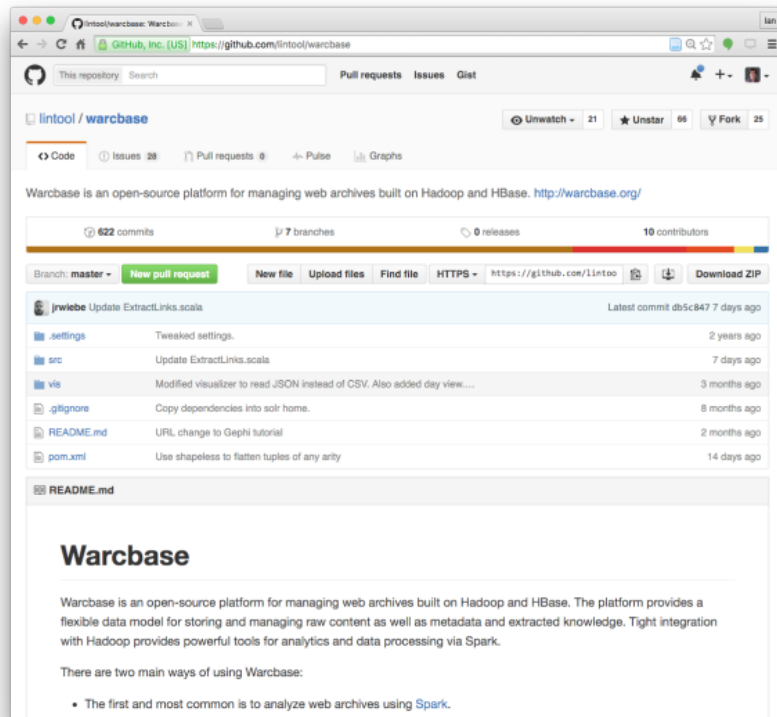 lintool/warcbase: Warcbase
Ian
GitHub, Inc. [US] https://github.com/lintool/warcbase
This repository Search Pull requests Issues Gist
lintool / warcbase Unwatch 21 Unstar 66 Fork 25
Code Issues 28 Pull requests 0 Pulse Graphs
Warcbase is an open-source platform for managing web archives built on Hadoop and HBase. http://warcbase.org/
622 commits 7 branches 0 releases 10 contributors
Branch: master New pull request New file Upload files Find file HTTPS https://github.com/lintoo Download ZIP
jrwiebe Update ExtractLinks.scala Latest commit db5c847 7 days ago
.settings Tweaked settings. 2 years ago
src Update ExtractLinks.scala 7 days ago
vis Modified visualizer to read JSON instead of CSV. Also added day view.... 3 months ago
.gitignore Copy dependencies into solr home. 8 months ago
README.md URL change to Gephi tutorial 2 months ago
pom.xml Use shapeless to flatten tuples of any arity 14 days ago
README.md
Warcbase
Warcbase is an open-source platform for managing web archives built on Hadoop and HBase. The platform provides a
flexible data model for storing and managing raw content as well as metadata and extracted knowledge. Tight integration
with Hadoop provides powerful tools for analytics and data processing via Spark.
There are two main ways of using Warcbase:
• The first and most common is to analyze web archives using Spark.